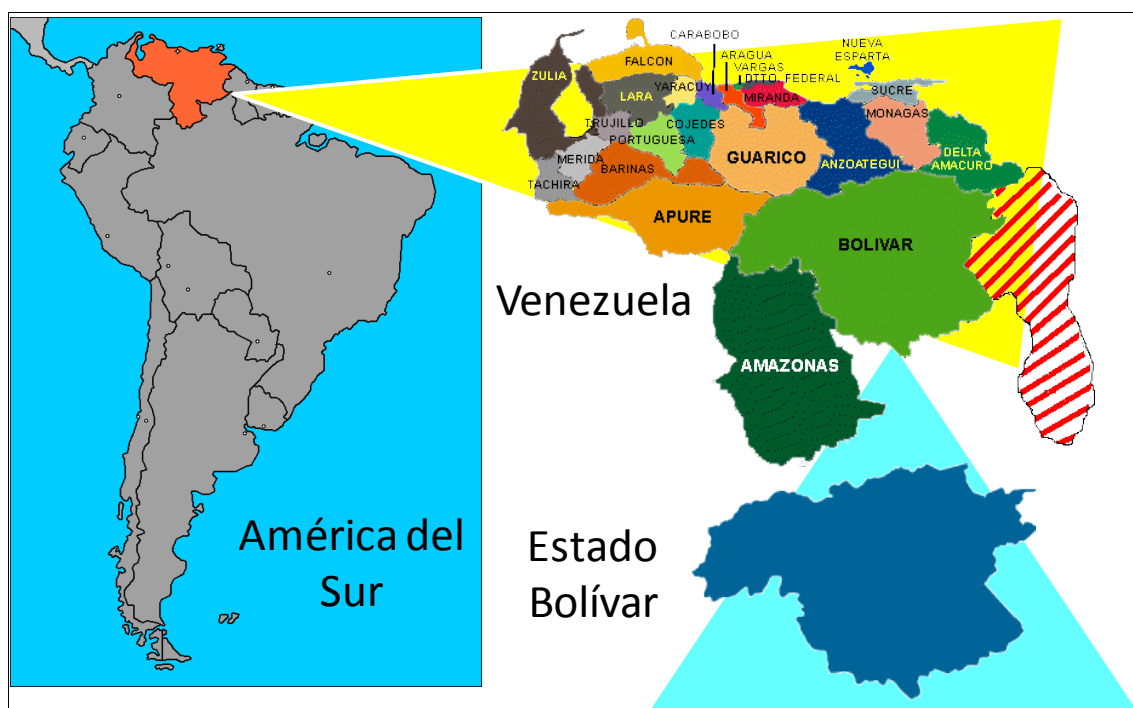 América del
Sur
CARABOBO
ARAGUA
VARGAS
DTTO. FEDERAL
NUEVA
ESPARTA
FALCON
ZULIA
LARA
YARACUY
MIRANDA
SUCRE
TRUJILLO
COJEDES
MONAGAS
PORTUGUESA
MERIDA
BARINAS
GUARICO
ANZOATEGUI
DELTA
AMACURO
TACHIRA
APURE
BOLIVAR
Venezuela
AMAZONAS
Estado
Bolívar